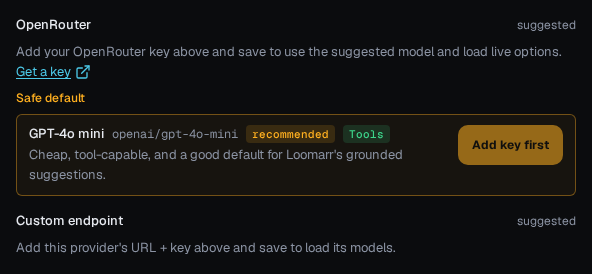 OpenRouter suggested
Add your OpenRouter key above and save to use the suggested model and load live options.
Get a key
Safe default
GPT-4o mini openai/gpt-4o-mini recommended Tools
Cheap, tool-capable, and a good default for Loomarr's grounded
suggestions.
Add key first
Custom endpoint suggested
Add this provider's URL + key above and save to load its models.